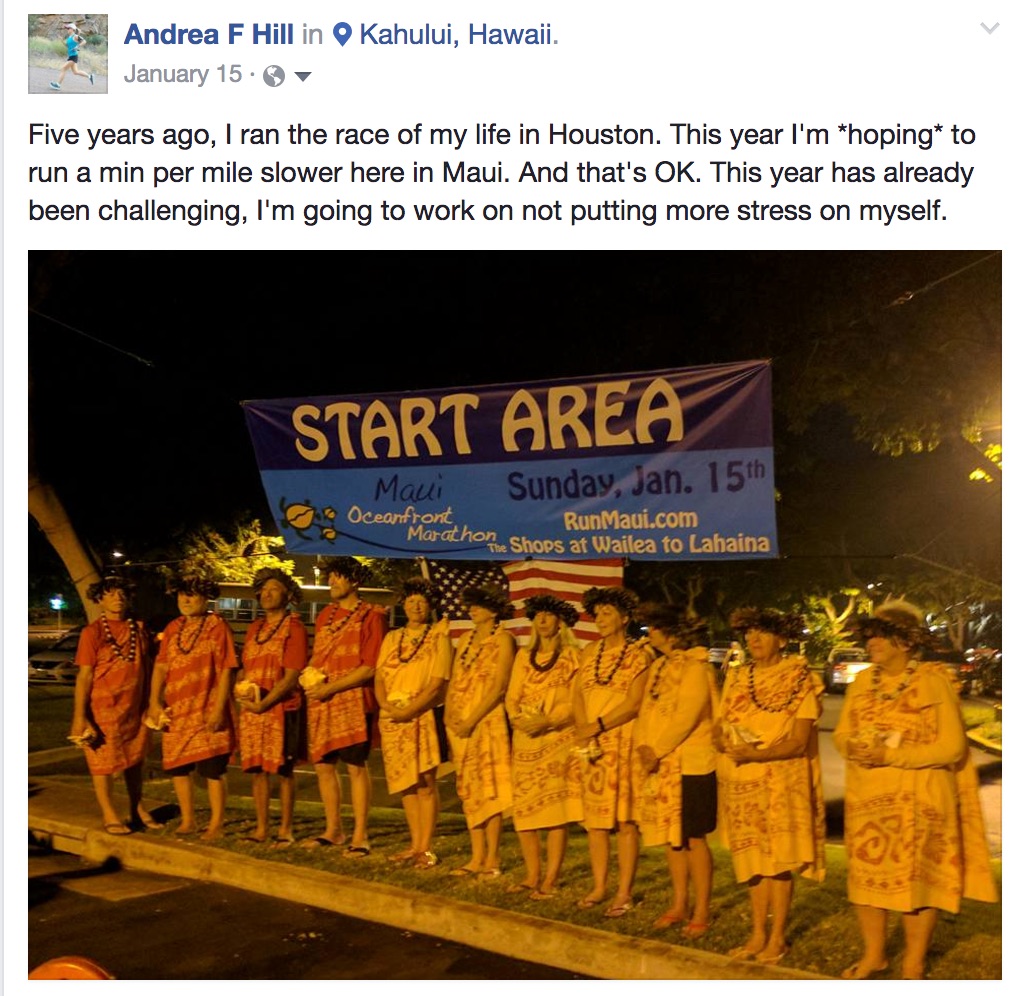 Andrea F Hill in Kahului, Hawaii.
January 15 ·
Five years ago, I ran the race of my life in Houston. This year I'm *hoping* to
run a min per mile slower here in Maui. And that's OK. This year has already
been challenging, I'm going to work on not putting more stress on myself.
START AREA
Maui
Oceanfront
Marathon
Sunday, Jan. 15th
RunMaui.com
The Shops at Wailea to Lahaina